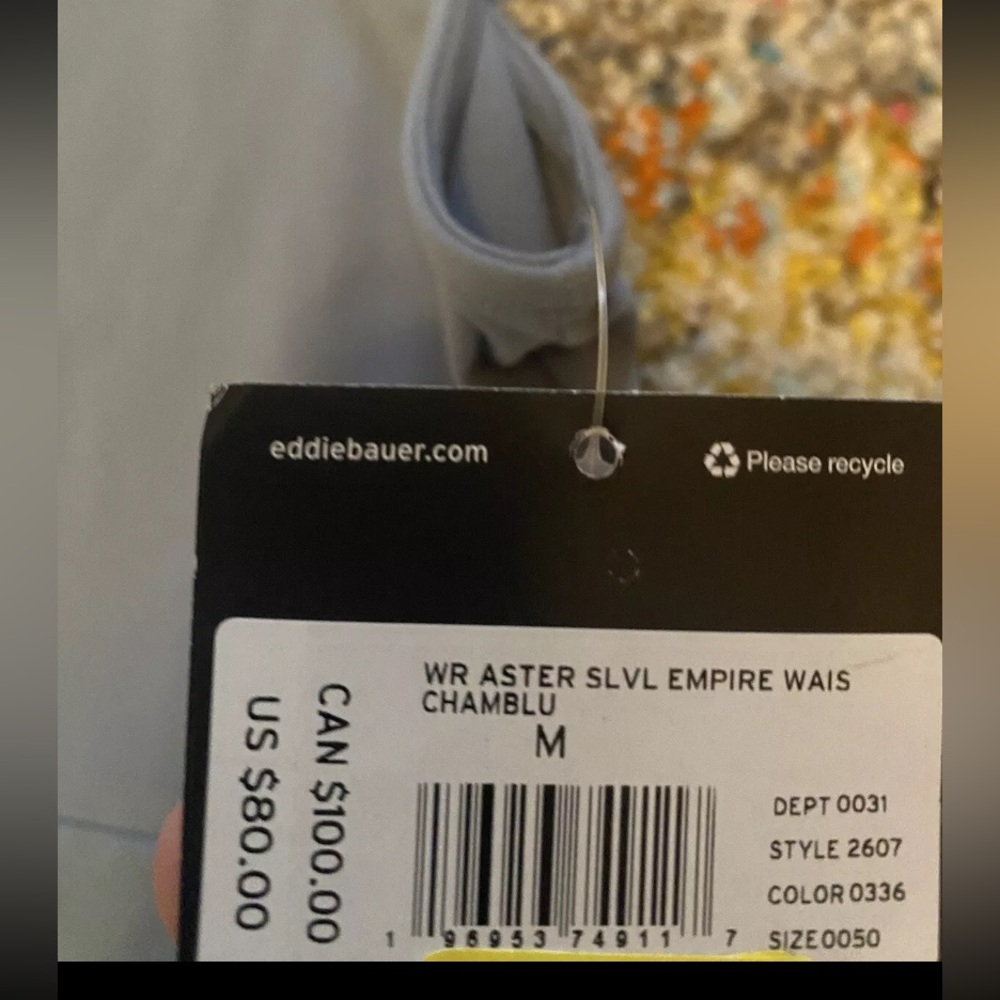 eddiebauer.com
Please recycle
WR ASTER SLVL EMPIRE WAIS
CHAMBLU
M
CAN $100.00
US $80.00
DEPT 0031
STYLE 2607
COLOR 0336
SIZE 0050
1 96953 74911 7